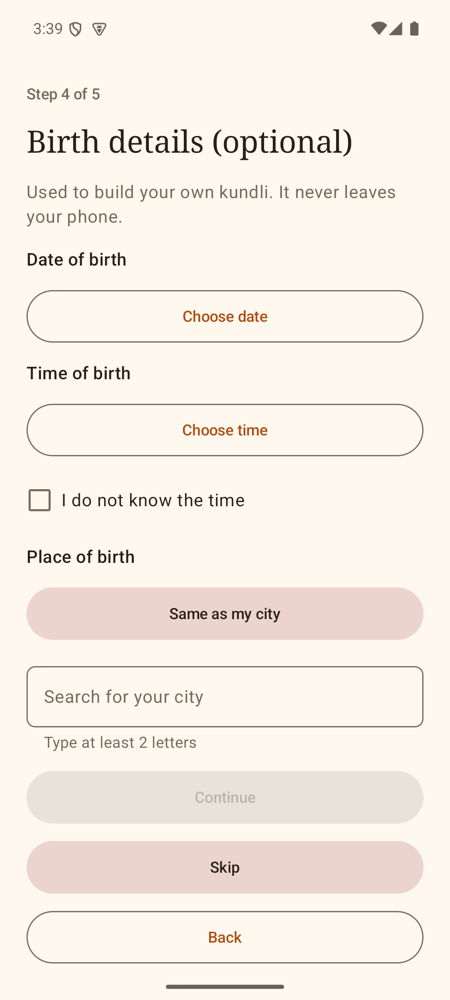 3:39
Step 4 of 5
Birth details (optional)
Used to build your own kundli. It never leaves
your phone.
Date of birth
Choose date
Time of birth
Choose time
I do not know the time
Place of birth
Same as my city
Search for your city
Type at least 2 letters
Continue
Skip
Back